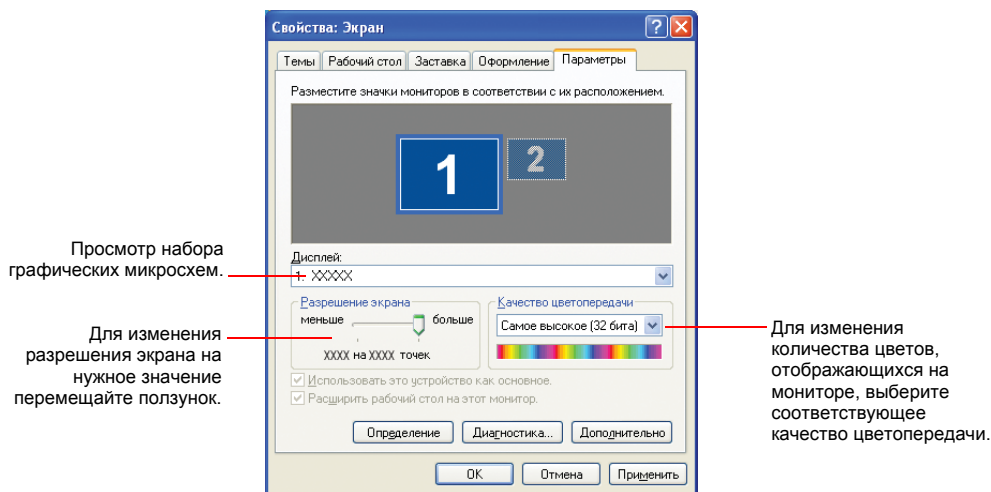 Свойства: Экран
Темы
Рабочий стол
Заставка
Оформление
Параметры
Разместите значки мониторов в соответствии с их расположением.
1
2
Дисплей:
1. XXXXX
Разрешение экрана
меньше
больше
XXXX на XXXX точек
Качество цветопередачи
Самое высокое (32 бита)
Использовать это устройство как основное.
Расширить рабочий стол на этот монитор.
Определение
Диагностика...
Дополнительно
OK
Отмена
Применить
Просмотр набора
графических микросхем.
Для изменения
разрешения экрана на
нужное значение
перемещайте ползунок.
Для изменения
количества цветов,
отображающихся на
мониторе, выберите
соответствующее
качество цветопередачи.